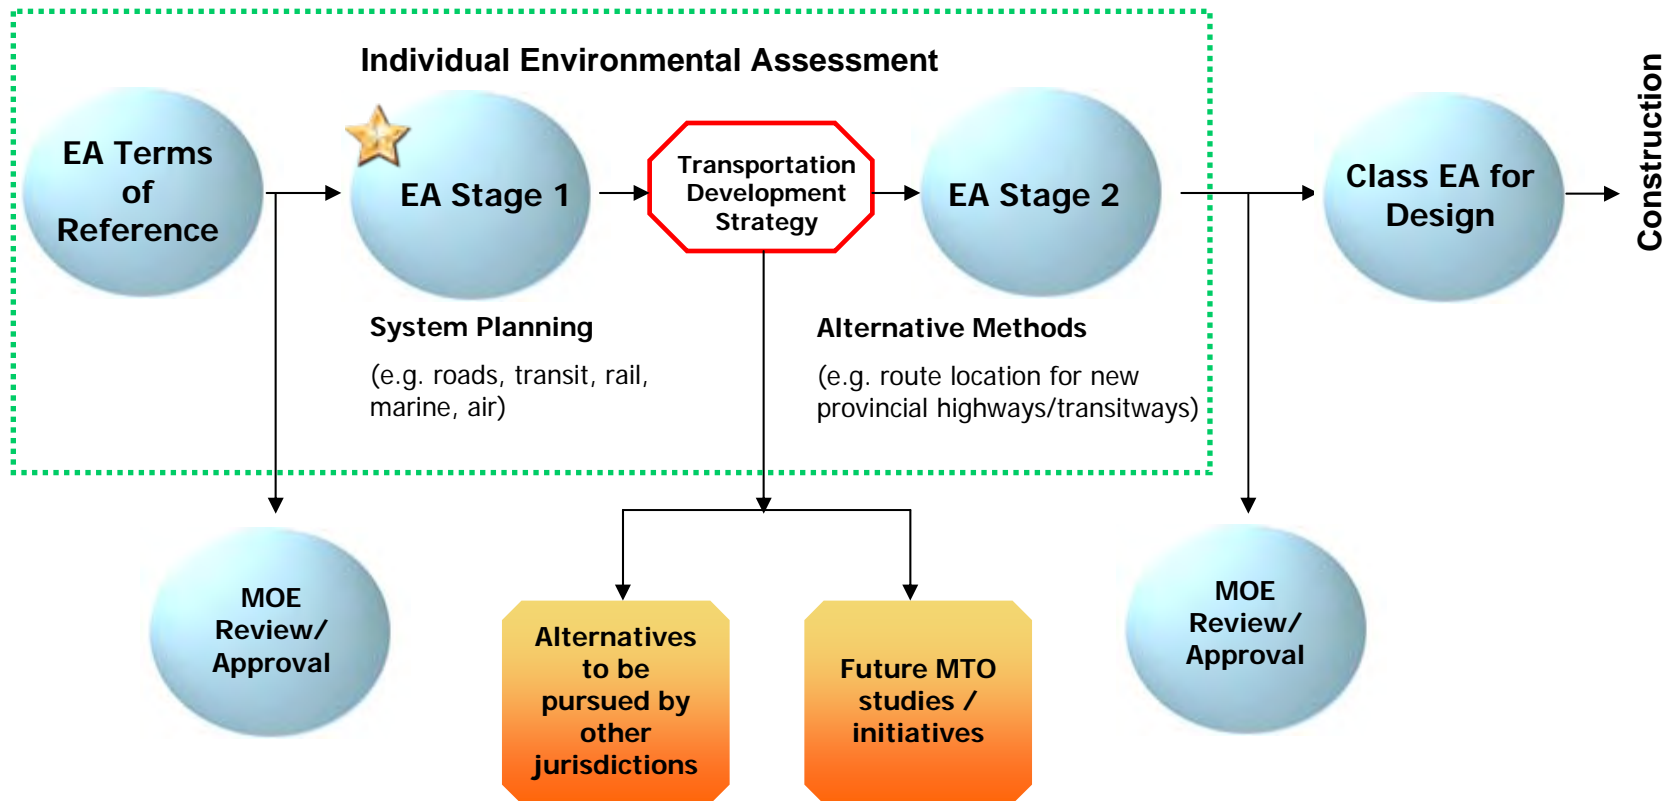 Individual Environmental Assessment
EA Terms
of
Reference
EA Stage 1
Transportation
Development
Strategy
EA Stage 2
Class EA for
Design
Construction
System Planning
(e.g. roads, transit, rail,
marine, air)
Alternative Methods
(e.g. route location for new
provincial highways/transitways)
MOE
Review/
Approval
Alternatives
to be
pursued by
other
jurisdictions
Future MTO
studies /
initiatives
MOE
Review/
Approval